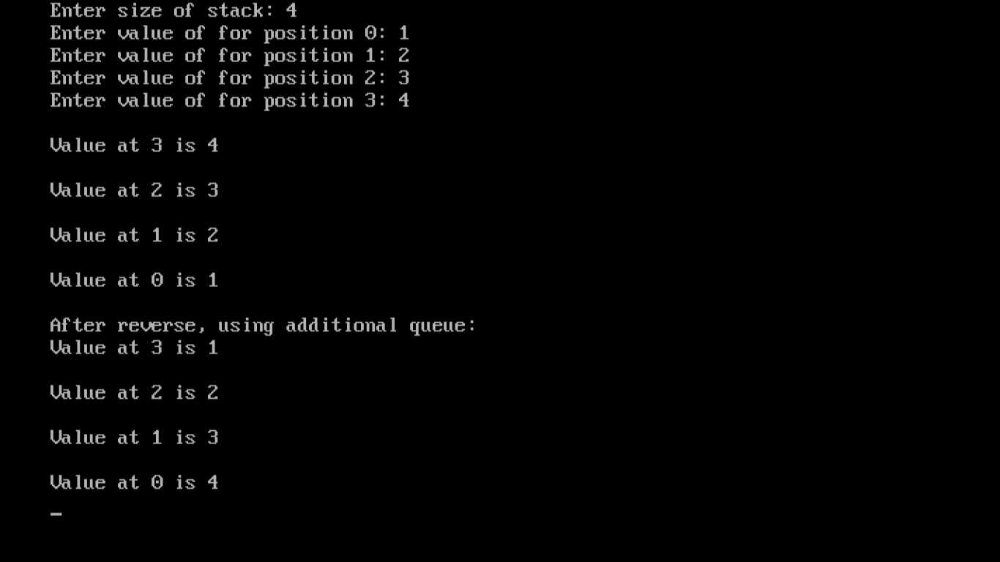 Enter size of stack: 4
Enter value of for position 0: 1
Enter value of for position 1: 2
Enter value of for position 2: 3
Enter value of for position 3: 4
Value at 3 is 4
Value at 2 is 3
Value at 1 is 2
Value at 0 is 1
After reverse, using additional queue:
Value at 3 is 1
Value at 2 is 2
Value at 1 is 3
Value at 0 is 4
_